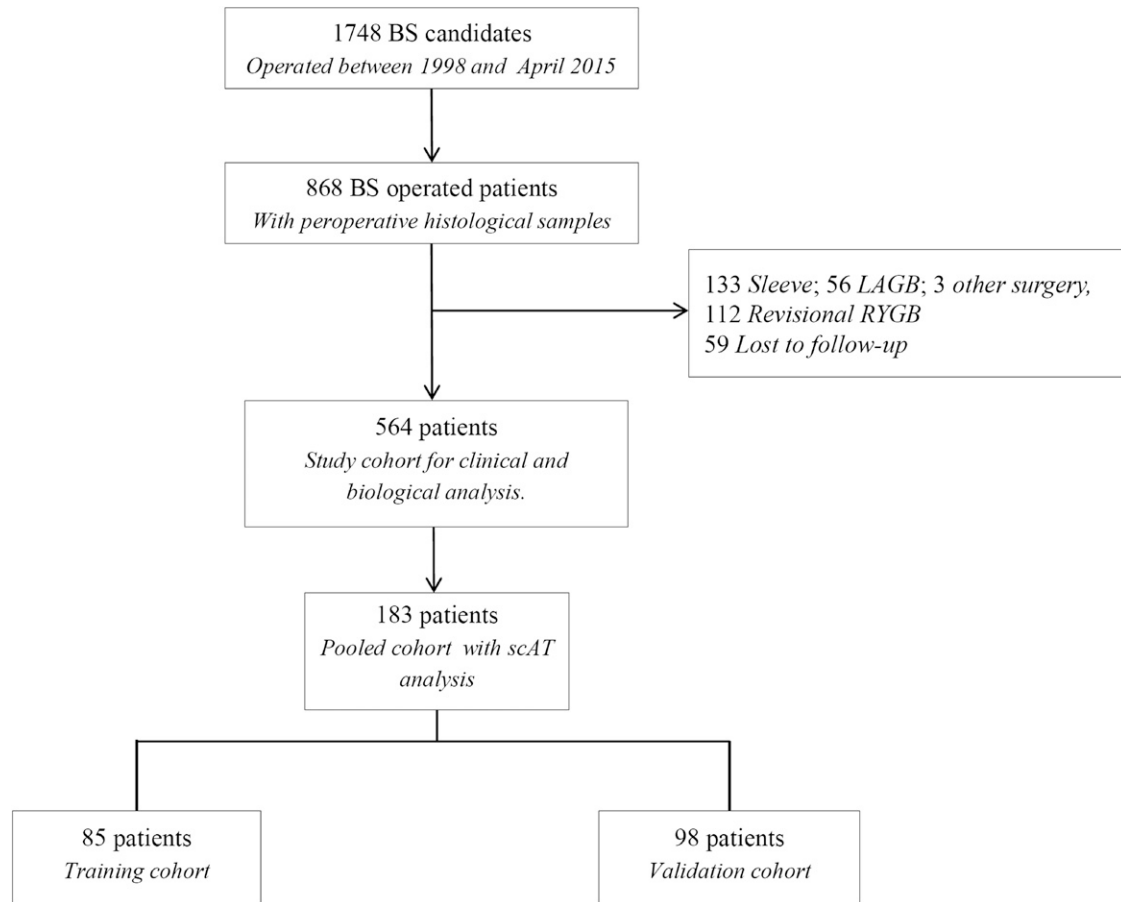 1748 BS candidates
Operated between 1998 and April 2015
868 BS operated patients
With peroperative histological samples
133 Sleeve; 56 LAGB; 3 other surgery,
112 Revisional RYGB
59 Lost to follow-up
564 patients
Study cohort for clinical and
biological analysis.
183 patients
Pooled cohort with scAT
analysis
85 patients
Training cohort
98 patients
Validation cohort